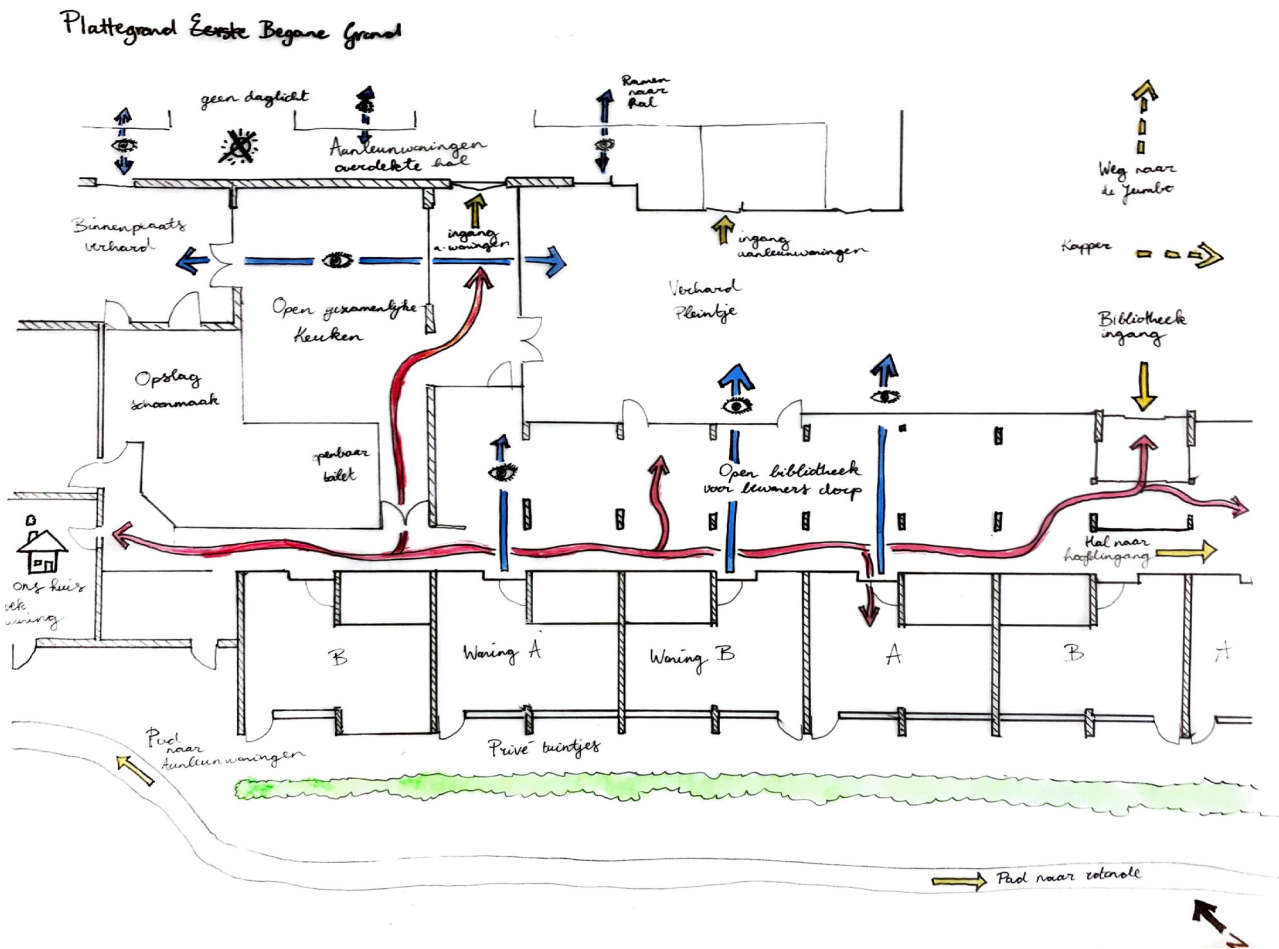 Plattegrond Eerste Begane Grond
geen daglicht
Ramen
naar
Hal
Aanleunwoningen
overdekte hal
Weg naar
de Jumbo
Binnenplaats
verhard
ingang
a-woningen
ingang
aanleunwoningen
Kapper
Verhard
Pleintje
Open gezamenlijke
Keuken
Bibliotheek
ingang
Opslag
schoonmaak
openbaar
toilet
Open bibliotheek
voor bewoners dorp
Hal naar
hoofdingang
ons huis
B
Woning A
Woning B
A
B
A
Pad
naar
Aanleunwoningen
Privé tuintjes
Pad naar rotonde
N